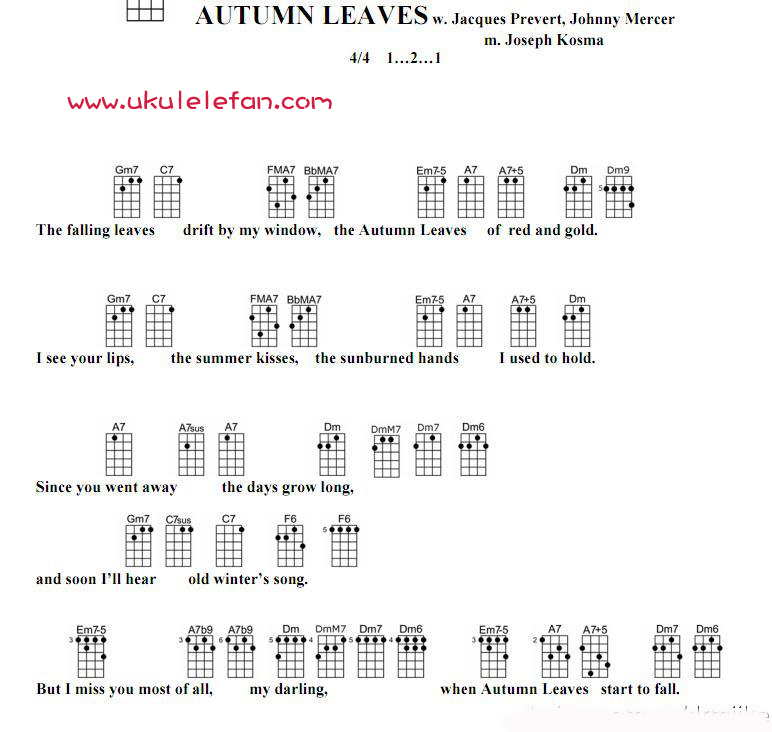 AUTUMN LEAVES w. Jacques Prevert, Johnny Mercer
m. Joseph Kosma
4/4 1…2…1
www.ukulelefan.com
Gm7 C7 FMA7 BbMA7 Em7-5 A7 A7+5 Dm Dm9
5
The falling leaves drift by my window, the Autumn Leaves of red and gold.
Gm7 C7 FMA7 BbMA7 Em7-5 A7 A7+5 Dm
I see your lips, the summer kisses, the sunburned hands I used to hold.
A7 A7sus A7 Dm DmM7 Dm7 Dm6
Since you went away the days grow long,
Gm7 C7sus C7 F6 F6
5
and soon I'll hear old winter's song.
Em7-5 A7b9 A7b9 Dm DmM7 Dm7 Dm6 Em7-5 A7 A7+5 Dm7 Dm6
3 3 6 5 4 5 4 3 2
But I miss you most of all, my darling, when Autumn Leaves start to fall.